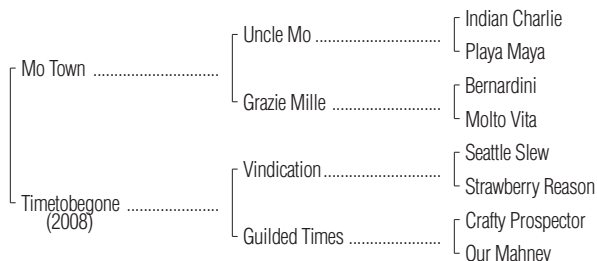 Indian Charlie
Uncle Mo
Playa Maya
Mo Town
Bernardini
Grazie Mille
Molto Vita
Seattle Slew
Vindication
Strawberry Reason
Timetobegone
(2008)
Crafty Prospector
Guilded Times
Our Mahney